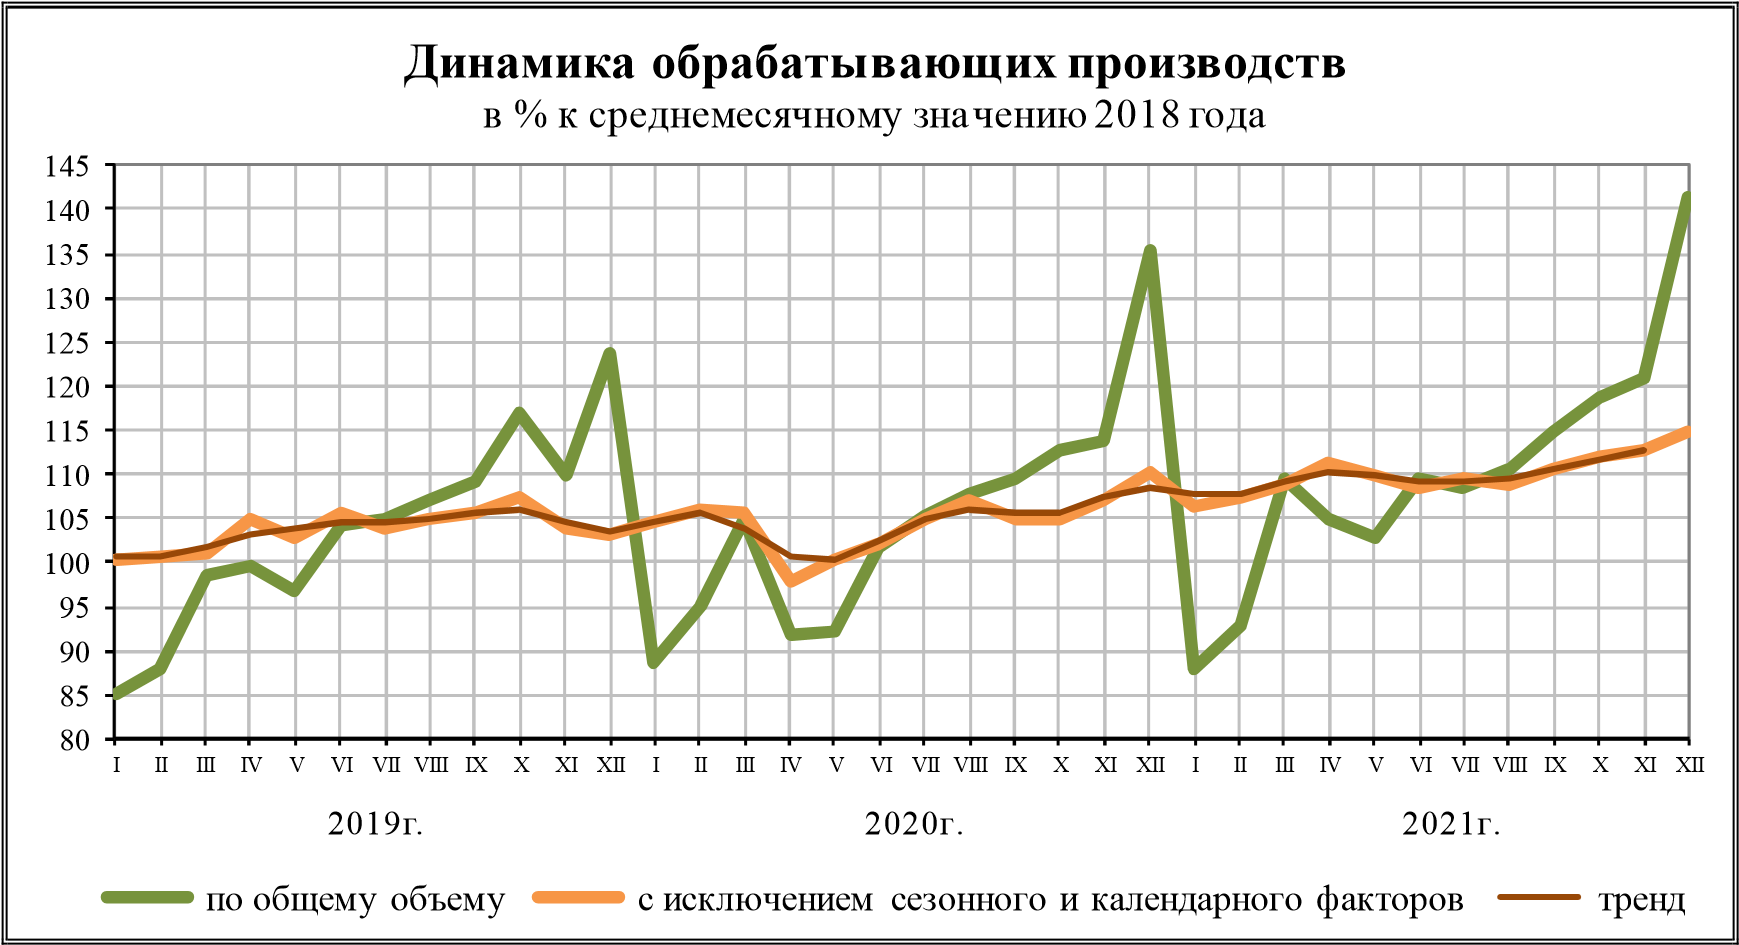 Динамика обрабатывающих производств
в % к среднемесячному значению 2018 года
145
140
135
130
125
120
115
110
105
100
95
90
85
80
I II III IV V VI VII VIII IX X XI XII I II III IV V VI VII VIII IX X XI XII I II III IV V VI VII VIII IX X XI XII
2019г. 2020г. 2021г.
по общему объему с исключением сезонного и календарного факторов тренд